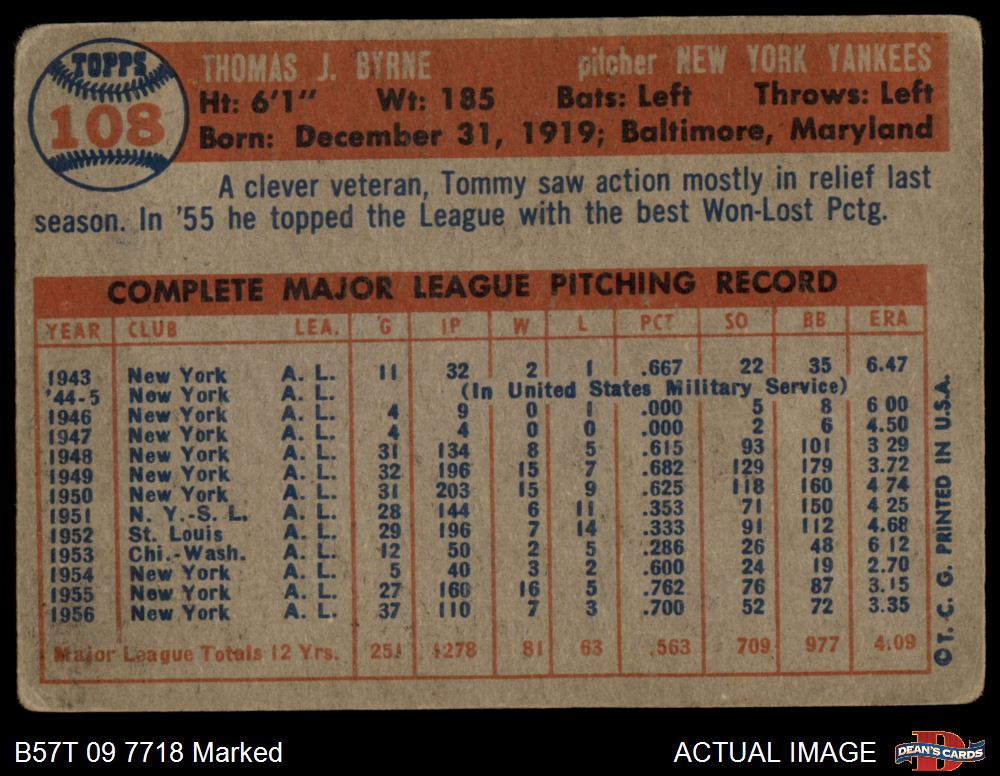 TOPPS
108
THOMAS J. BYRNE pitcher NEW YORK YANKEES
Ht: 6'1" Wt: 185 Bats: Left Throws: Left
Born: December 31, 1919; Baltimore, Maryland
A clever veteran, Tommy saw action mostly in relief last
season. In '55 he topped the League with the best Won-Lost Pctg.
COMPLETE MAJOR LEAGUE PITCHING RECORD
YEAR CLUB LEA. G IP W L PCT SO BB ERA
1943 New York A. L. 11 32 2 1 .667 22 35 6.47
'44-5 New York A. L. (In United States Military Service)
1946 New York A. L. 4 9 0 1 .000 5 8 6 00
1947 New York A. L. 4 4 0 0 .000 2 6 4.50
1948 New York A. L. 31 134 8 5 .615 93 101 3 29
1949 New York A. L. 32 196 15 7 .682 129 179 3.72
1950 New York A. L. 31 203 15 9 .625 118 160 4 74
1951 N. Y.-S. L. A. L. 28 144 6 11 .353 71 150 4 25
1952 St. Louis A. L. 29 196 7 14 .333 91 112 4.68
1953 Chi.-Wash. A. L. 12 50 2 5 .286 26 48 6 12
1954 New York A. L. 5 40 3 2 .600 24 19 2.70
1955 New York A. L. 27 160 16 5 .762 76 87 3.15
1956 New York A. L. 37 110 7 3 .700 52 72 3.35
Major League Totals 12 Yrs. 251 1278 81 63 .563 709 977 4.09
©T. C. G. PRINTED IN U.S.A.
B57T 09 7718 Marked
ACTUAL IMAGE
D
DEAN'S CARDS